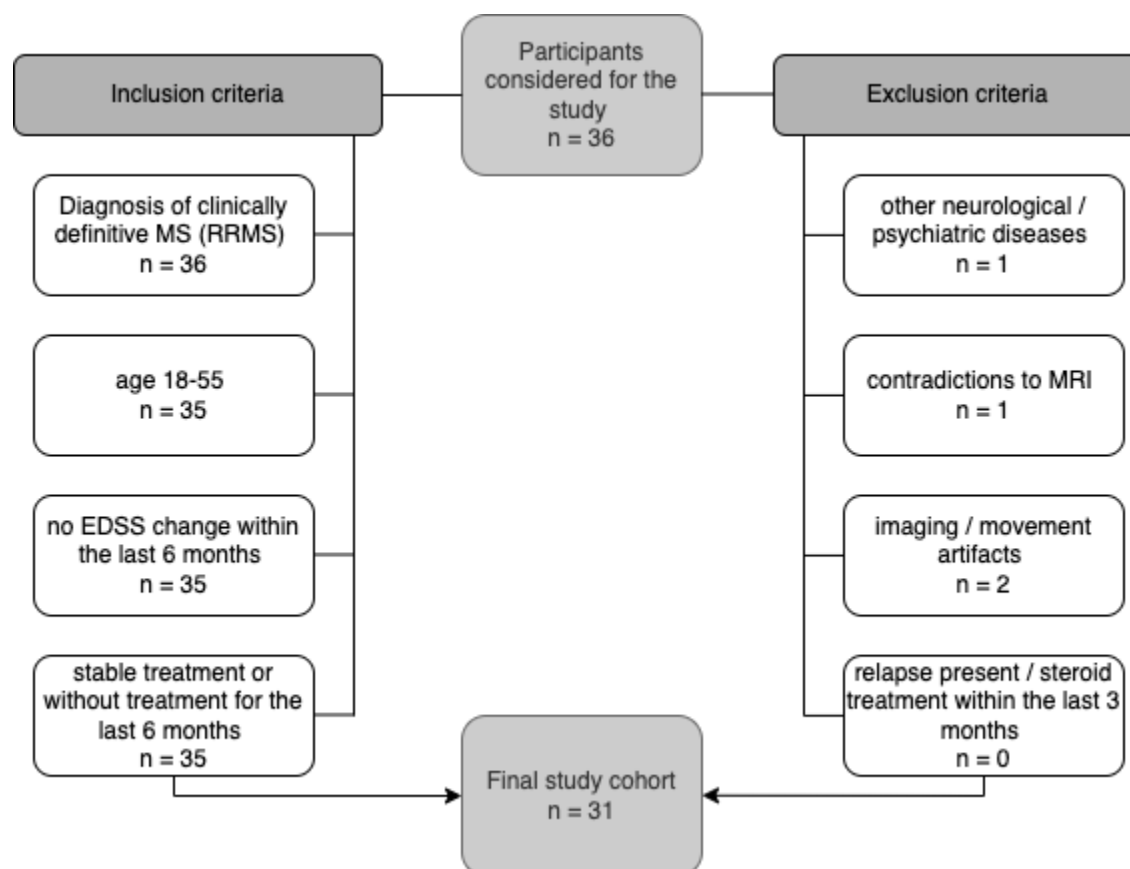 Participants
considered for the
study
n = 36
Inclusion criteria
Diagnosis of clinically
definitive MS (RRMS)
n = 36
age 18-55
n = 35
no EDSS change within
the last 6 months
n = 35
stable treatment or
without treatment for the
last 6 months
n = 35
Exclusion criteria
other neurological /
psychiatric diseases
n = 1
contradictions to MRI
n = 1
imaging / movement
artifacts
n = 2
relapse present / steroid
treatment within the last 3
months
n = 0
Final study cohort
n = 31